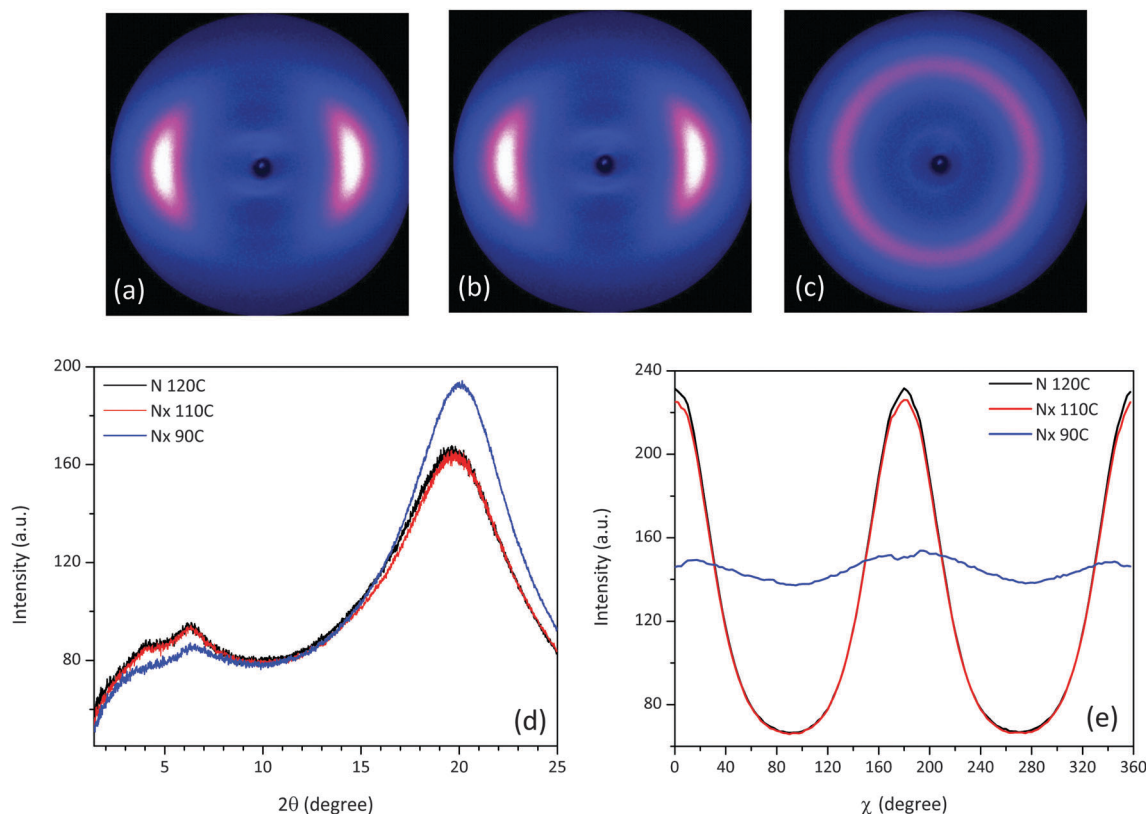 (a)
(b)
(c)
200
160
120
80
Intensity (a.u.)
N 120C
Nx 110C
Nx 90C
(d)
5
10
15
20
25
2θ (degree)
240
200
160
120
80
Intensity (a.u.)
N 120C
Nx 110C
Nx 90C
(e)
0
40
80
120
160
200
240
280
320
360
χ (degree)